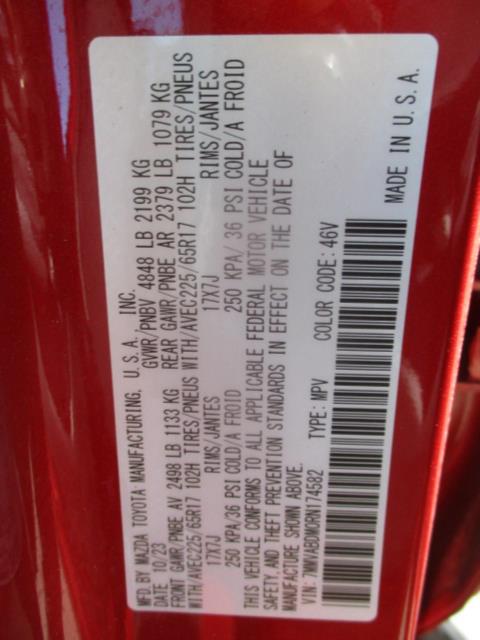 MFD.BY MAZDA TOYOTA MANUFACTURING, U.S.A., INC.
10/23 GVWR/PNBV 4848 LB 2199 KG
FRONT GAWR/PNBE AV 2498 LB 1133 KG REAR GAWR/PNBE AR 2379 LB 1079 KG
WITH/AVEC225/65R17 102H TIRES/PNEUS WITH/AVEC225/65R17 102H TIRES/PNEUS
17X7J RIMS/JANTES 17X7J RIMS/JANTES
250 KPA/36 PSI COLD/A FROID 250 KPA/36 PSI COLD/A FROID
THIS VEHICLE CONFORMS TO ALL APPLICABLE FEDERAL MOTOR VEHICLE
SAFETY, AND THEFT PREVENTION STANDARDS IN EFFECT ON THE DATE OF
MANUFACTURE SHOWN ABOVE.
VIN: 7MMVABDM0RN174582 TYPE: MPV COLOR CODE: 46V
MADE IN U.S.A.